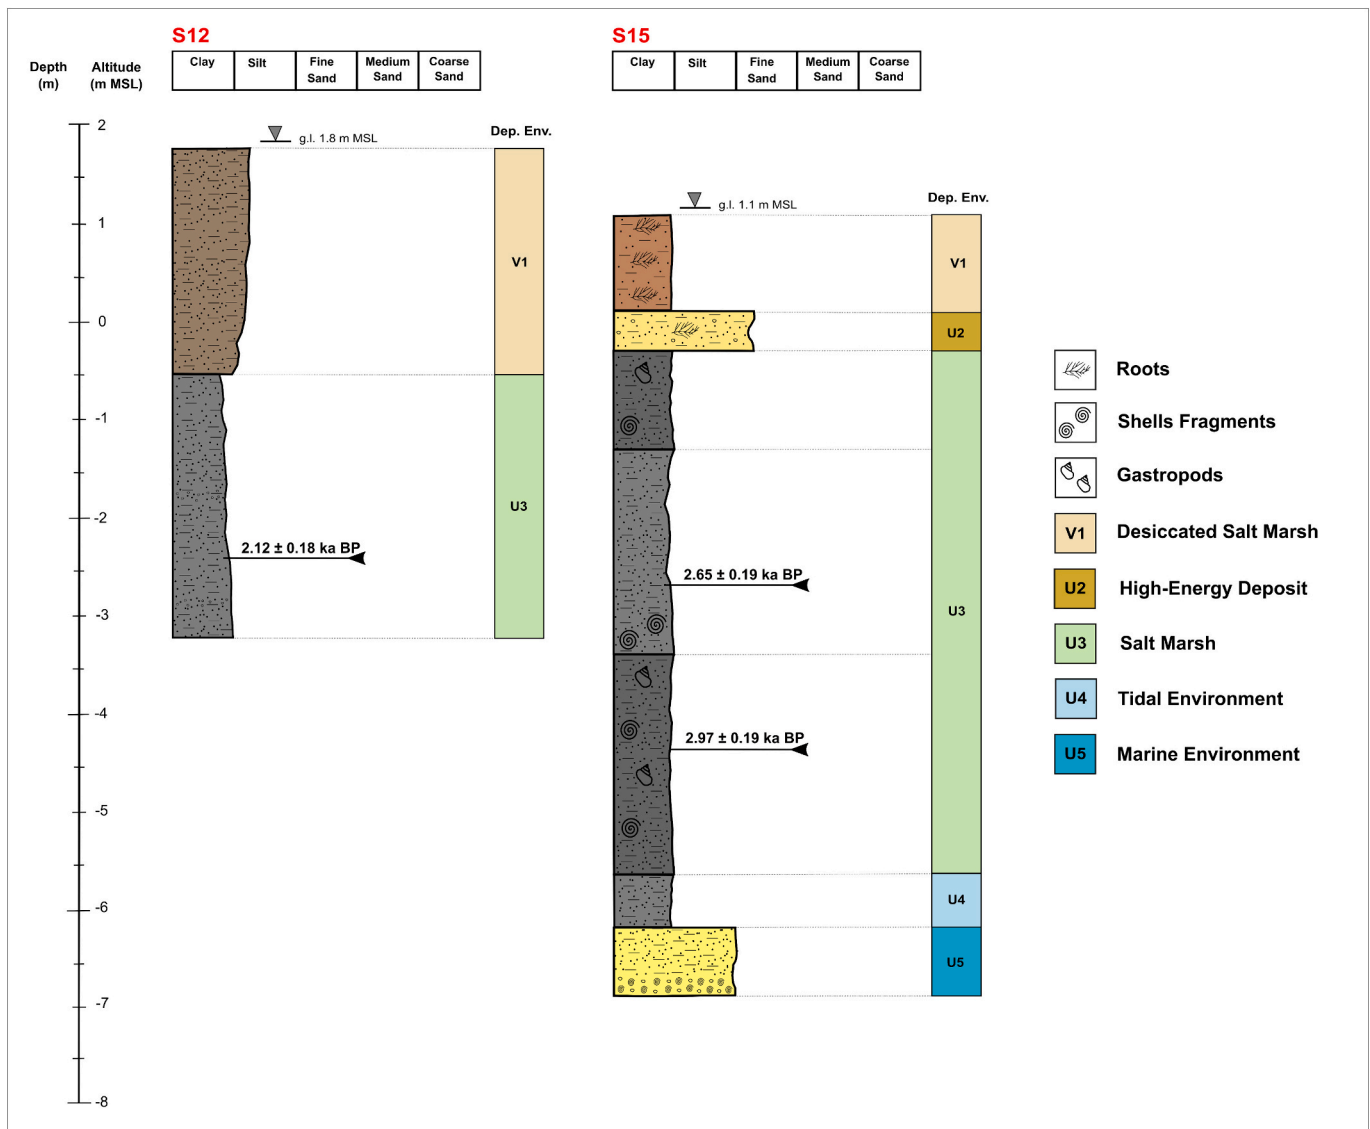 S12
S15
Depth
(m)
Altitude
(m MSL)
Clay
Silt
Fine
Sand
Medium
Sand
Coarse
Sand
Clay
Silt
Fine
Sand
Medium
Sand
Coarse
Sand
2
1
0
-1
-2
-3
-4
-5
-6
-7
-8
g.l. 1.8 m MSL
Dep. Env.
V1
U3
2.12 ± 0.18 ka BP
g.l. 1.1 m MSL
Dep. Env.
V1
U2
U3
U4
U5
2.65 ± 0.19 ka BP
2.97 ± 0.19 ka BP
Roots
Shells Fragments
Gastropods
V1 Desiccated Salt Marsh
U2 High-Energy Deposit
U3 Salt Marsh
U4 Tidal Environment
U5 Marine Environment